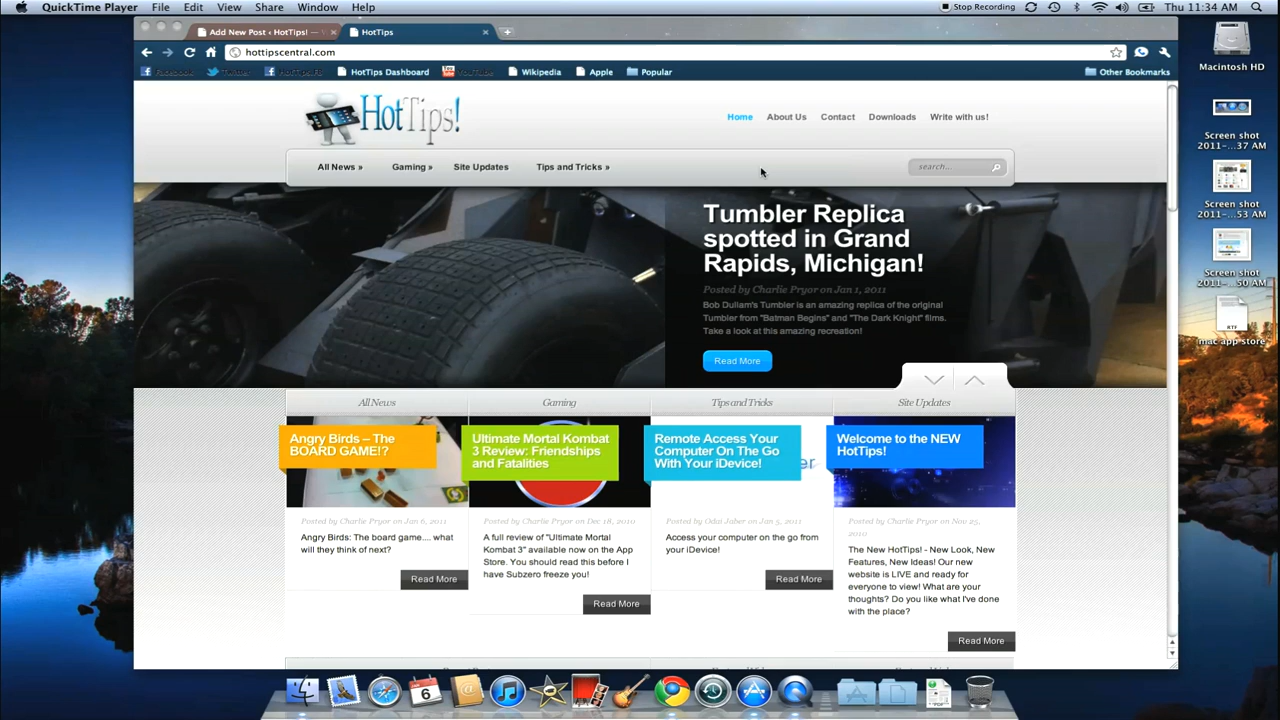 QuickTime Player File Edit View Share Window Help Stop Recording Thu 11:34 AM
Add New Post ‹ HotTips! — HotTips
hottipscentral.com
Facebook Twitter HotTips Dashboard YouTube Wikipedia Apple Popular Other Bookmarks
HotTips!
Home About Us Contact Downloads Write with us!
All News » Gaming » Site Updates Tips and Tricks » search...
Tumbler Replica
spotted in Grand
Rapids, Michigan!
Posted by Charlie Pryor on Jan 1, 2011
Bob Dullam's Tumbler is an amazing replica of the original
Tumbler from "Batman Begins" and "The Dark Knight" films.
Take a look at this amazing recreation!
Read More
All News Gaming Tips and Tricks Site Updates
Angry Birds – The
BOARD GAME!?
Posted by Charlie Pryor on Jan 6, 2011
Angry Birds: The board game.... what
will they think of next?
Read More
Ultimate Mortal Kombat
3 Review: Friendships
and Fatalities
Posted by Charlie Pryor on Dec 18, 2010
A full review of "Ultimate Mortal
Kombat 3" available now on the App
Store. You should read this before I
have Subzero freeze you!
Read More
Remote Access Your
Computer On The Go
With Your iDevice!
Posted by Odai Jaber on Jan 5, 2011
Access your computer on the go from
your iDevice!
Read More
Welcome to the NEW
HotTips!
Posted by Charlie Pryor on Nov 25,
2010
The New HotTips! - New Look, New
Features, New Ideas! Our new
website is LIVE and ready for
everyone to view! What are your
thoughts? Do you like what I've done
with the place?
Read More
Macintosh HD
Screen shot
2011-...37 AM
Screen shot
2011-...53 AM
Screen shot
2011-...50 AM
RTF
mac app store
6